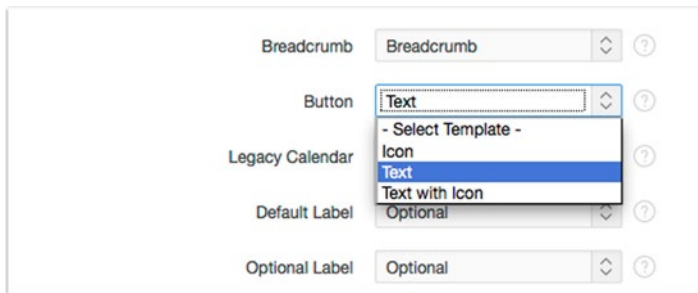 Breadcrumb Breadcrumb ?
Button Text ?
- Select Template -
Icon
Legacy Calendar ?
Text
Text with Icon
Default Label Optional ?
Optional Label Optional ?